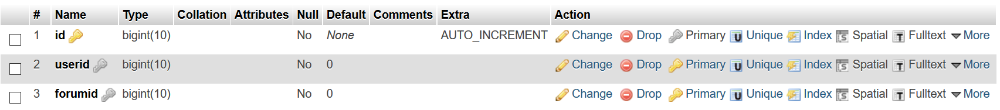 # Name Type Collation Attributes Null Default Comments Extra Action
1 id bigint(10) No None AUTO_INCREMENT Change Drop Primary Unique Index Spatial Fulltext More
2 userid bigint(10) No 0 Change Drop Primary Unique Index Spatial Fulltext More
3 forumid bigint(10) No 0 Change Drop Primary Unique Index Spatial Fulltext More